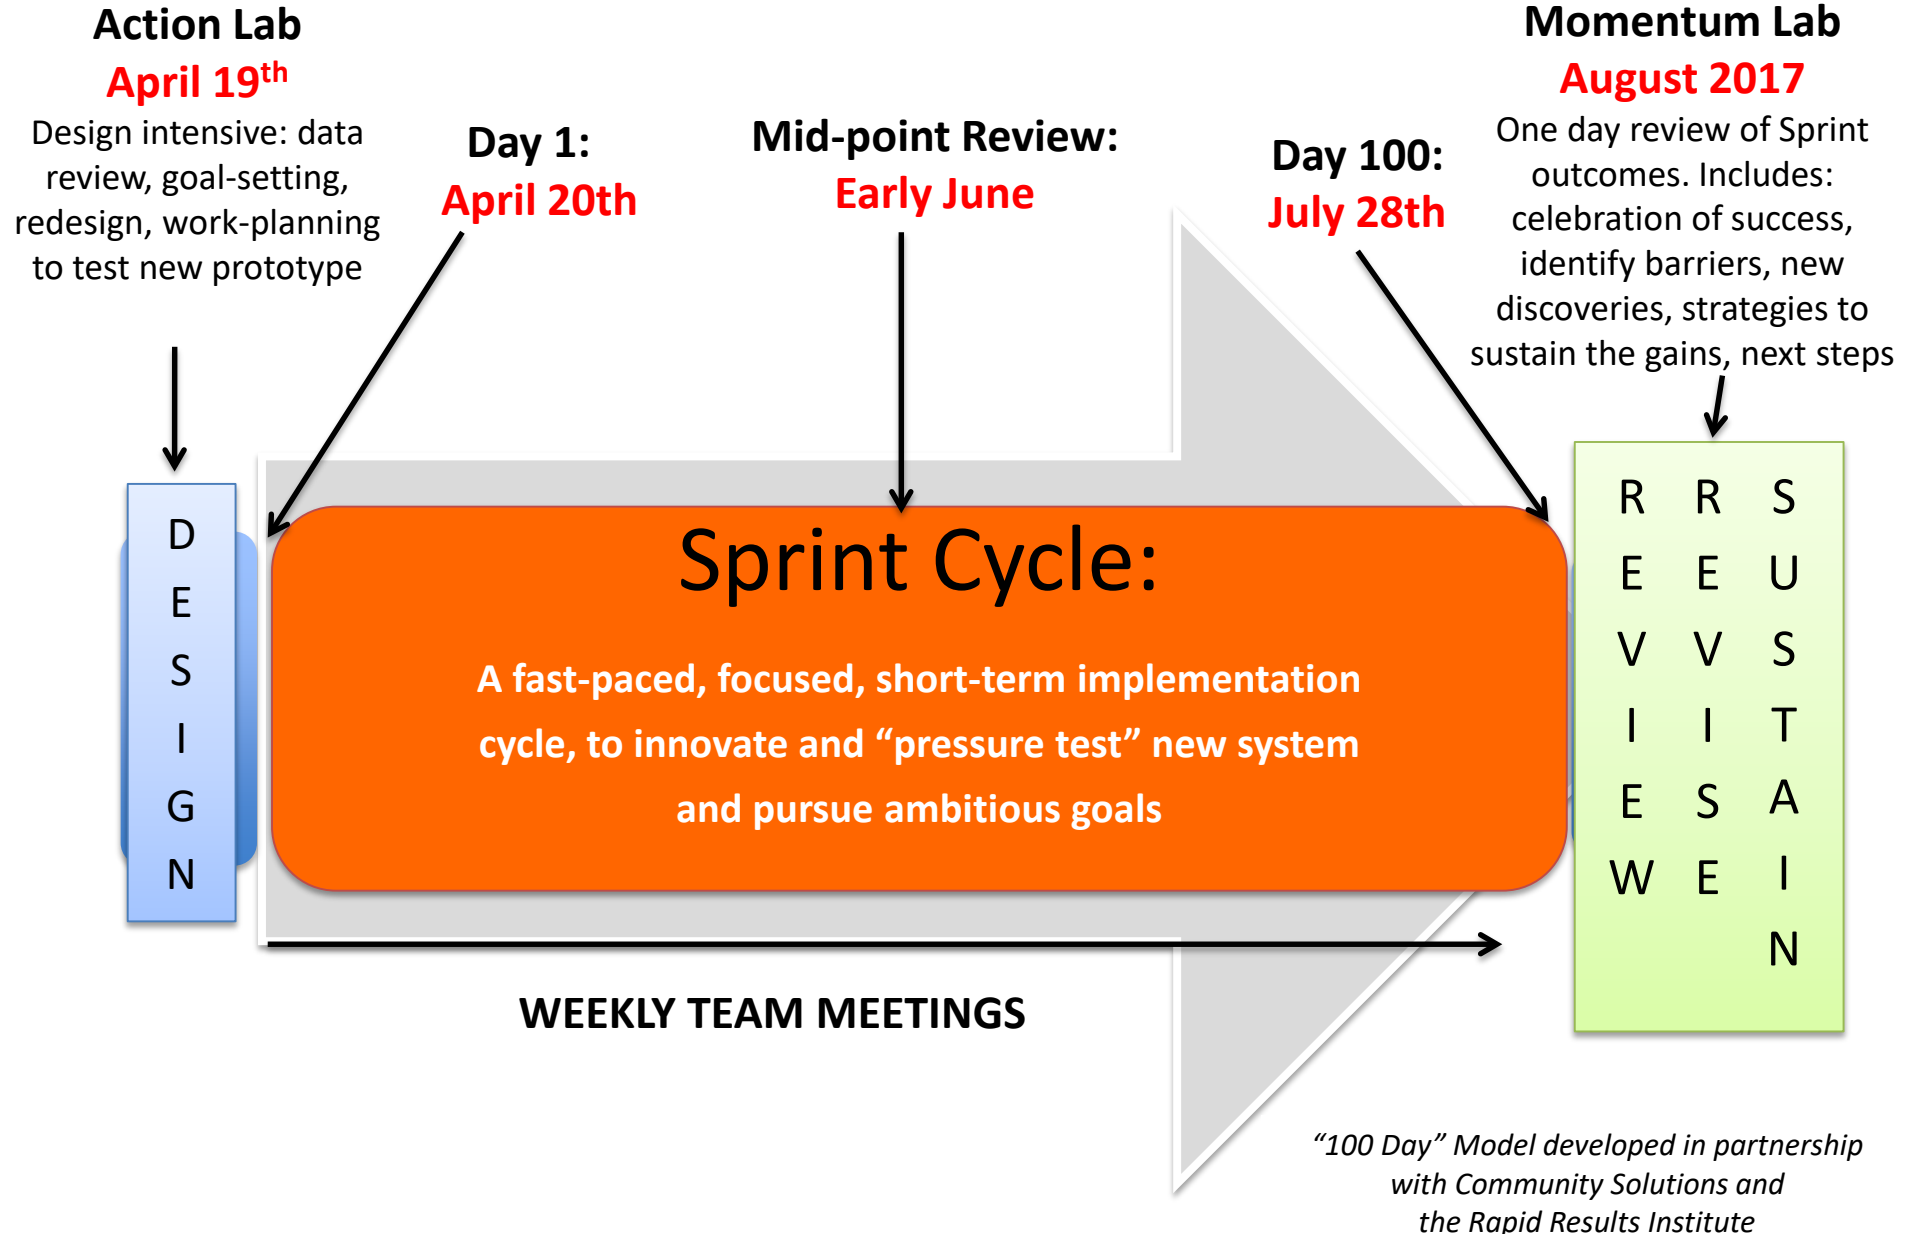 Action Lab
April 19th
Design intensive: data
review, goal-setting,
redesign, work-planning
to test new prototype
Day 1:
April 20th
Mid-point Review:
Early June
Day 100:
July 28th
Momentum Lab
August 2017
One day review of Sprint
outcomes. Includes:
celebration of success,
identify barriers, new
discoveries, strategies to
sustain the gains, next steps
DESIGN
Sprint Cycle:
A fast-paced, focused, short-term implementation
cycle, to innovate and “pressure test” new system
and pursue ambitious goals
REVIEW
REVISE
SUSTAIN
WEEKLY TEAM MEETINGS
“100 Day” Model developed in partnership
with Community Solutions and
the Rapid Results Institute